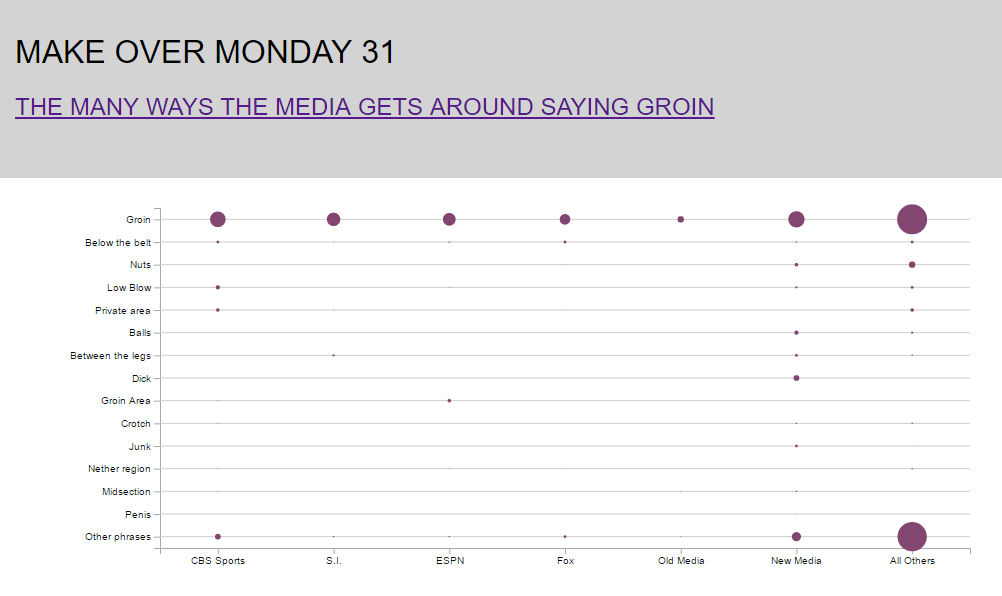 MAKE OVER MONDAY 31
THE MANY WAYS THE MEDIA GETS AROUND SAYING GROIN
Groin
Below the belt
Nuts
Low Blow
Private area
Balls
Between the legs
Dick
Groin Area
Crotch
Junk
Nether region
Midsection
Penis
Other phrases
CBS Sports S.I. ESPN Fox Old Media New Media All Others